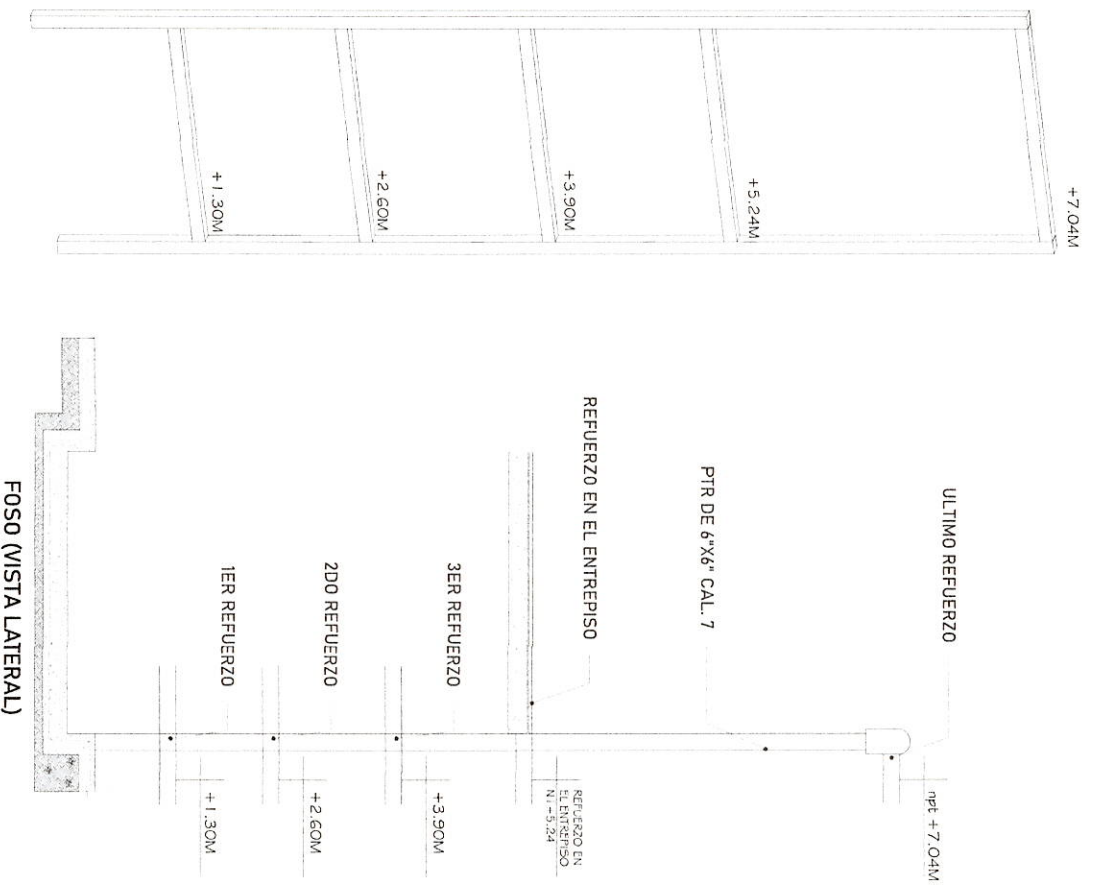 +7.04M
+5.24M
+3.90M
+2.60M
+1.30M
ULTIMO REFUERZO
PTR DE 6"X6" CAL. 7
REFUERZO EN EL ENTREPISO
3ER REFUERZO
2DO REFUERZO
1ER REFUERZO
npt +7.04M
REFUERZO EN
EL ENTREPISO
+3.90M
+2.60M
+1.30M
FOSO (VISTA LATERAL)